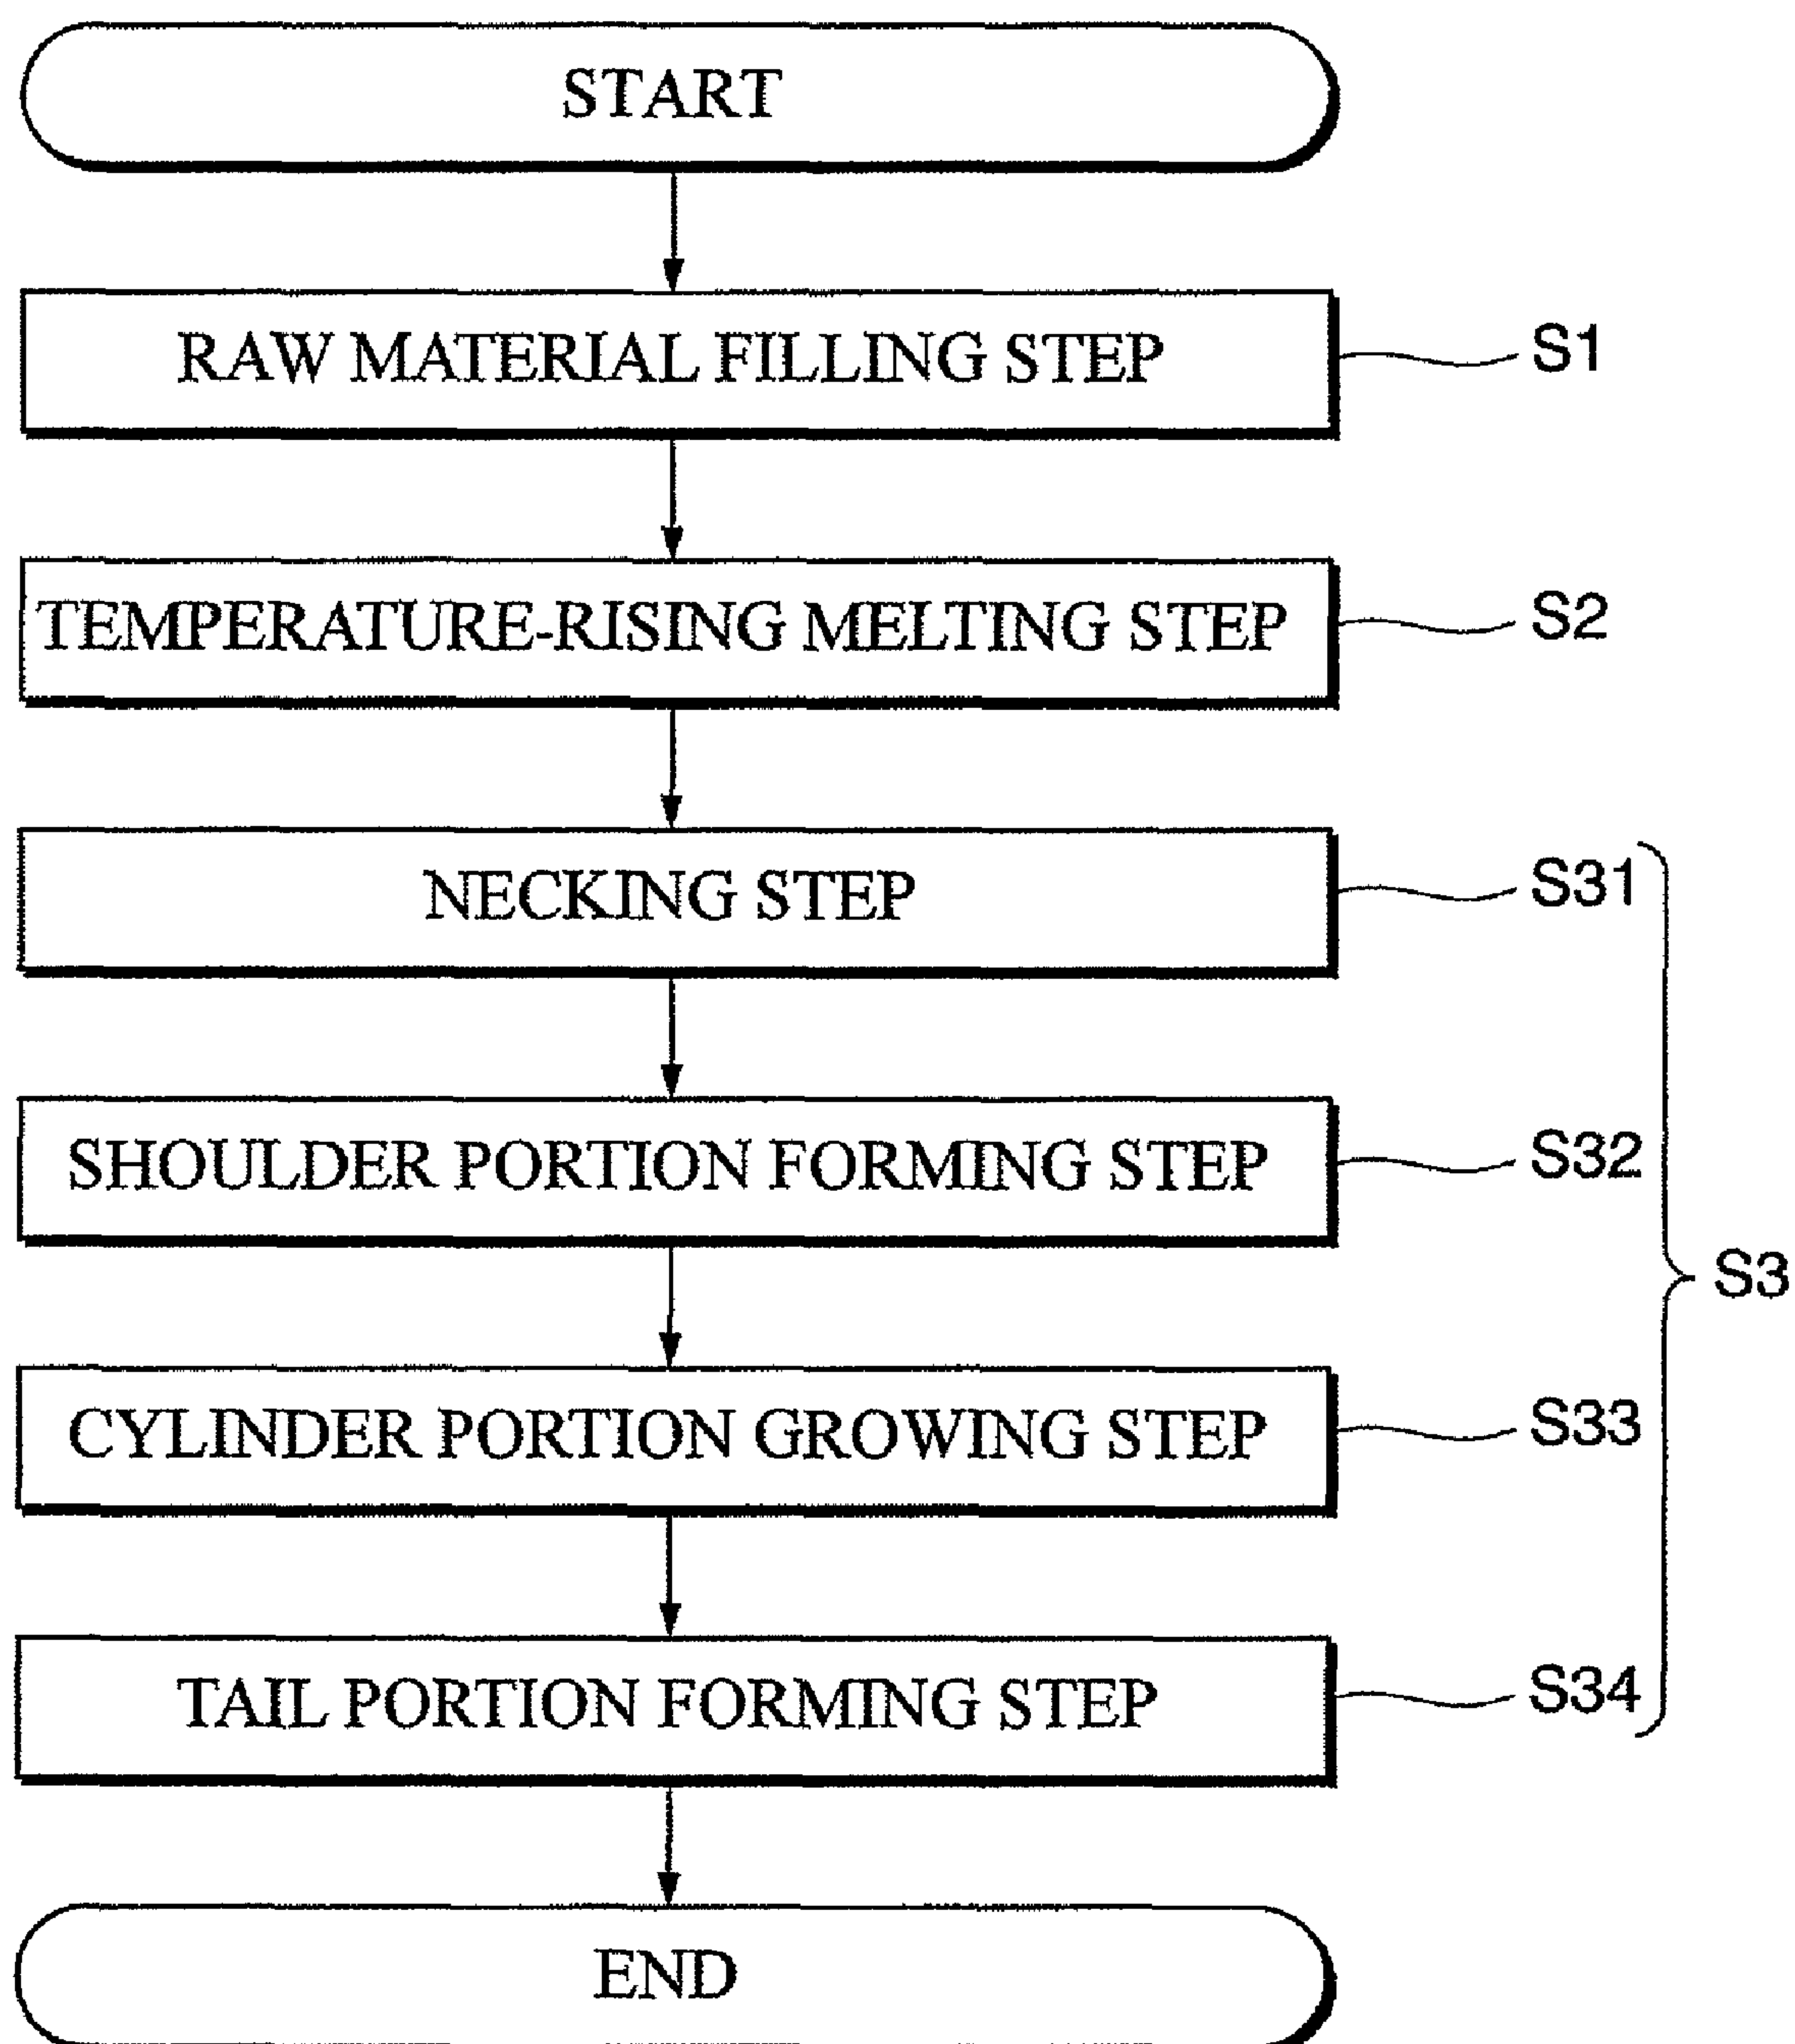 START
RAW MATERIAL FILLING STEP
S1
TEMPERATURE-RISING MELTING STEP
S2
NECKING STEP
S31
SHOULDER PORTION FORMING STEP
S32
S3
CYLINDER PORTION GROWING STEP
S33
TAIL PORTION FORMING STEP
S34
END